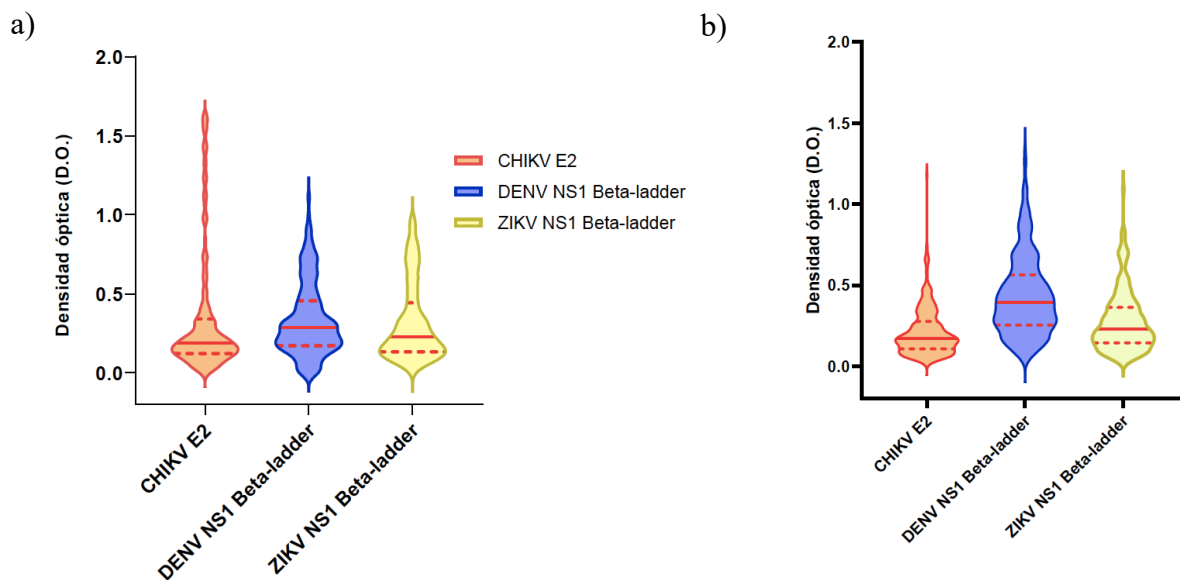 a)
2.0
1.5
1.0
0.5
0.0
Densidad óptica (D.O.)
CHIKV E2
DENV NS1 Beta-ladder
ZIKV NS1 Beta-ladder
CHIKV E2
DENV NS1 Beta-ladder
ZIKV NS1 Beta-ladder
b)
2.0
1.5
1.0
0.5
0.0
Densidad óptica (D.O.)
CHIKV E2
DENV NS1 Beta-ladder
ZIKV NS1 Beta-ladder